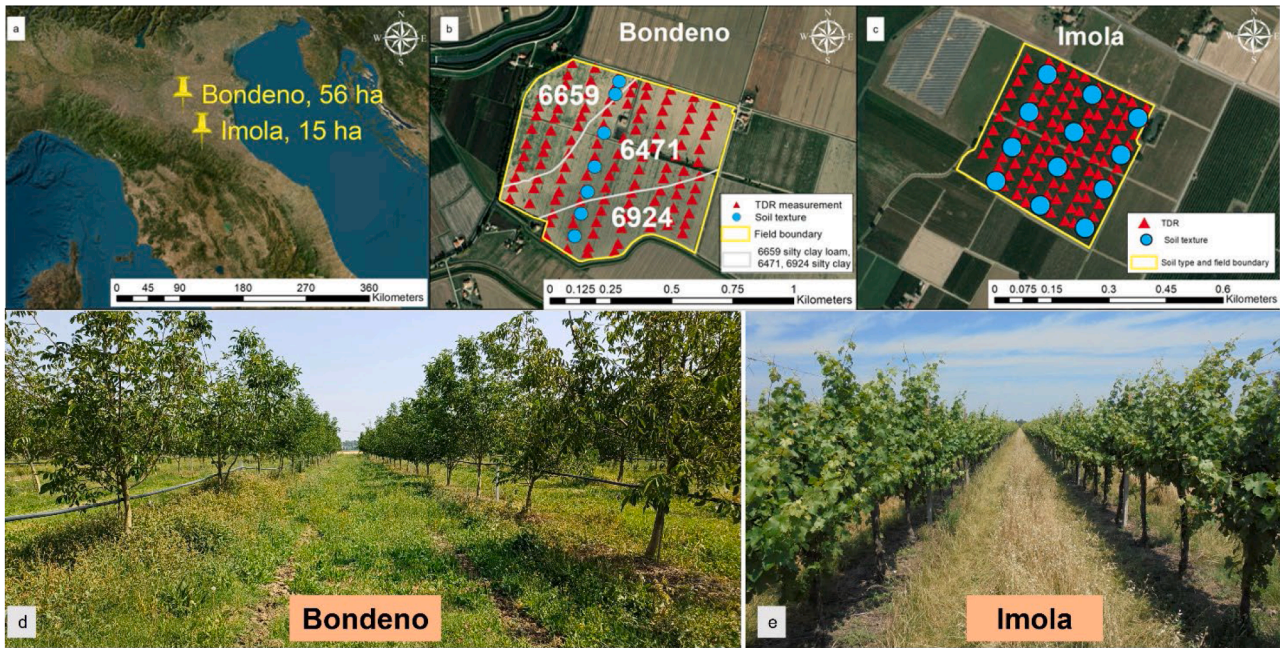 a
N
W E
S
Bondeno, 56 ha
Imola, 15 ha
0 45 90 180 270 360
Kilometers
b
Bondeno
N
W E
S
6659
6471
6924
TDR measurement
Soil texture
Field boundary
6659 silty clay loam,
6471, 6924 silty clay
0 0.125 0.25 0.5 0.75 1
Kilometers
c
Imola
N
W E
S
TDR
Soil texture
Soil type and field boundary
0 0.075 0.15 0.3 0.45 0.6
Kilometers
d
Bondeno
e
Imola